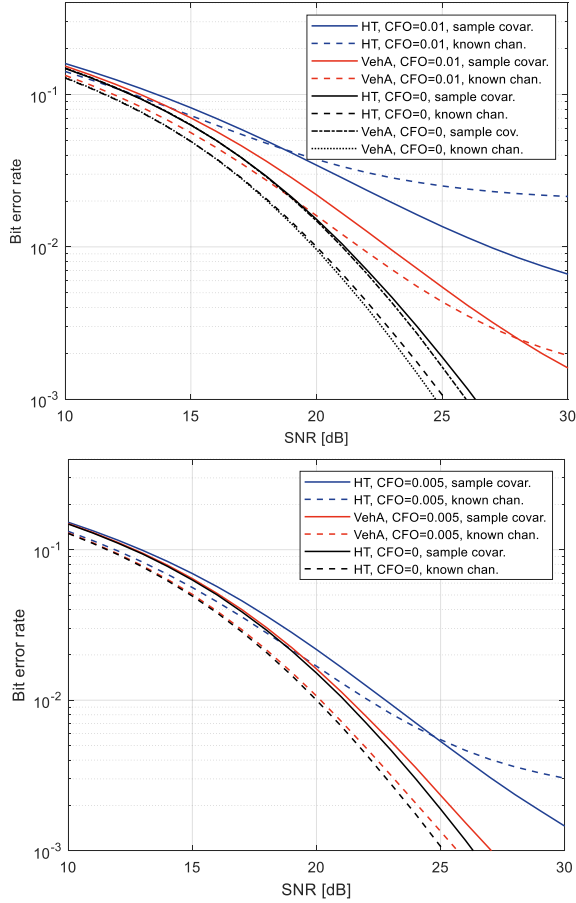 HT, CFO=0.01, sample covar.
HT, CFO=0.01, known chan.
VehA, CFO=0.01, sample covar.
VehA, CFO=0.01, known chan.
HT, CFO=0, sample covar.
HT, CFO=0, known chan.
VehA, CFO=0, sample cov.
VehA, CFO=0, known chan.
10^-1
10^-2
10^-3
Bit error rate
10 15 20 25 30
SNR [dB]
HT, CFO=0.005, sample covar.
HT, CFO=0.005, known chan.
VehA, CFO=0.005, sample covar.
VehA, CFO=0.005, known chan.
HT, CFO=0, sample covar.
HT, CFO=0, known chan.
10^-1
10^-2
10^-3
Bit error rate
10 15 20 25 30
SNR [dB]